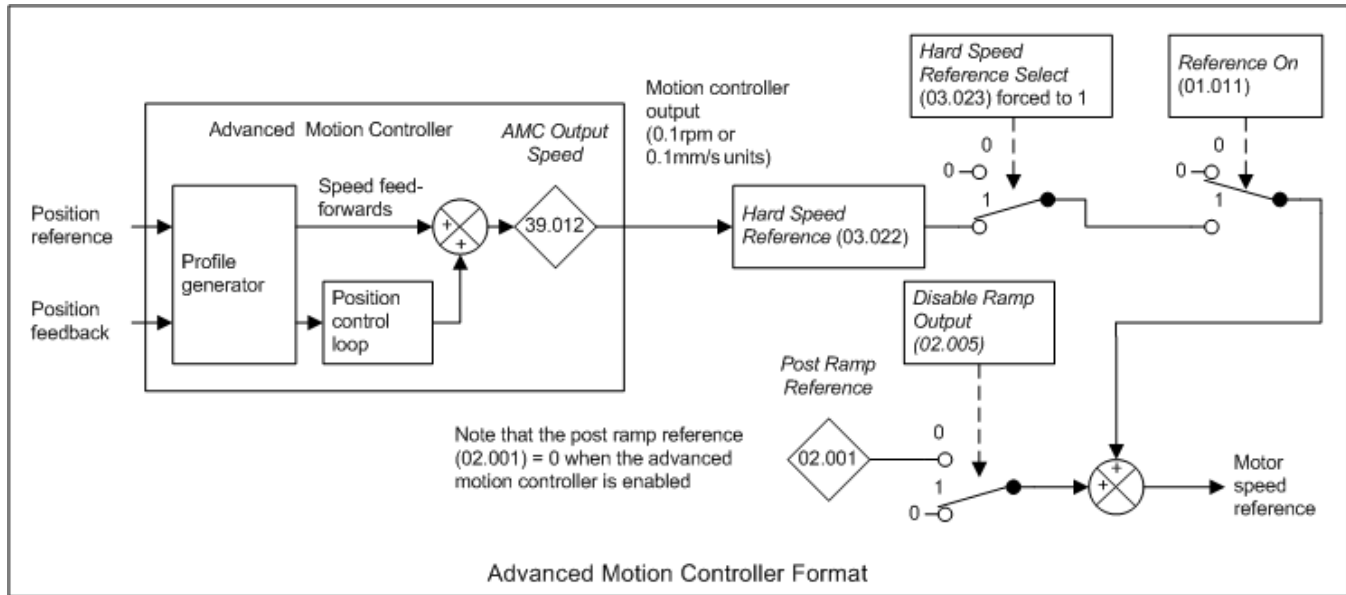 Advanced Motion Controller
Position
reference
Position
feedback
Profile
generator
Speed feed-
forwards
Position
control
loop
+
+
AMC Output
Speed
39.012
Motion controller
output
(0.1rpm or
0.1mm/s units)
Hard Speed
Reference (03.022)
Hard Speed
Reference Select
(03.023) forced to 1
0
0
1
Reference On
(01.011)
0
0
1
Disable Ramp
Output
(02.005)
Post Ramp
Reference
02.001
0
1
0
Note that the post ramp reference
(02.001) = 0 when the advanced
motion controller is enabled
+
+
Motor
speed
reference
Advanced Motion Controller Format